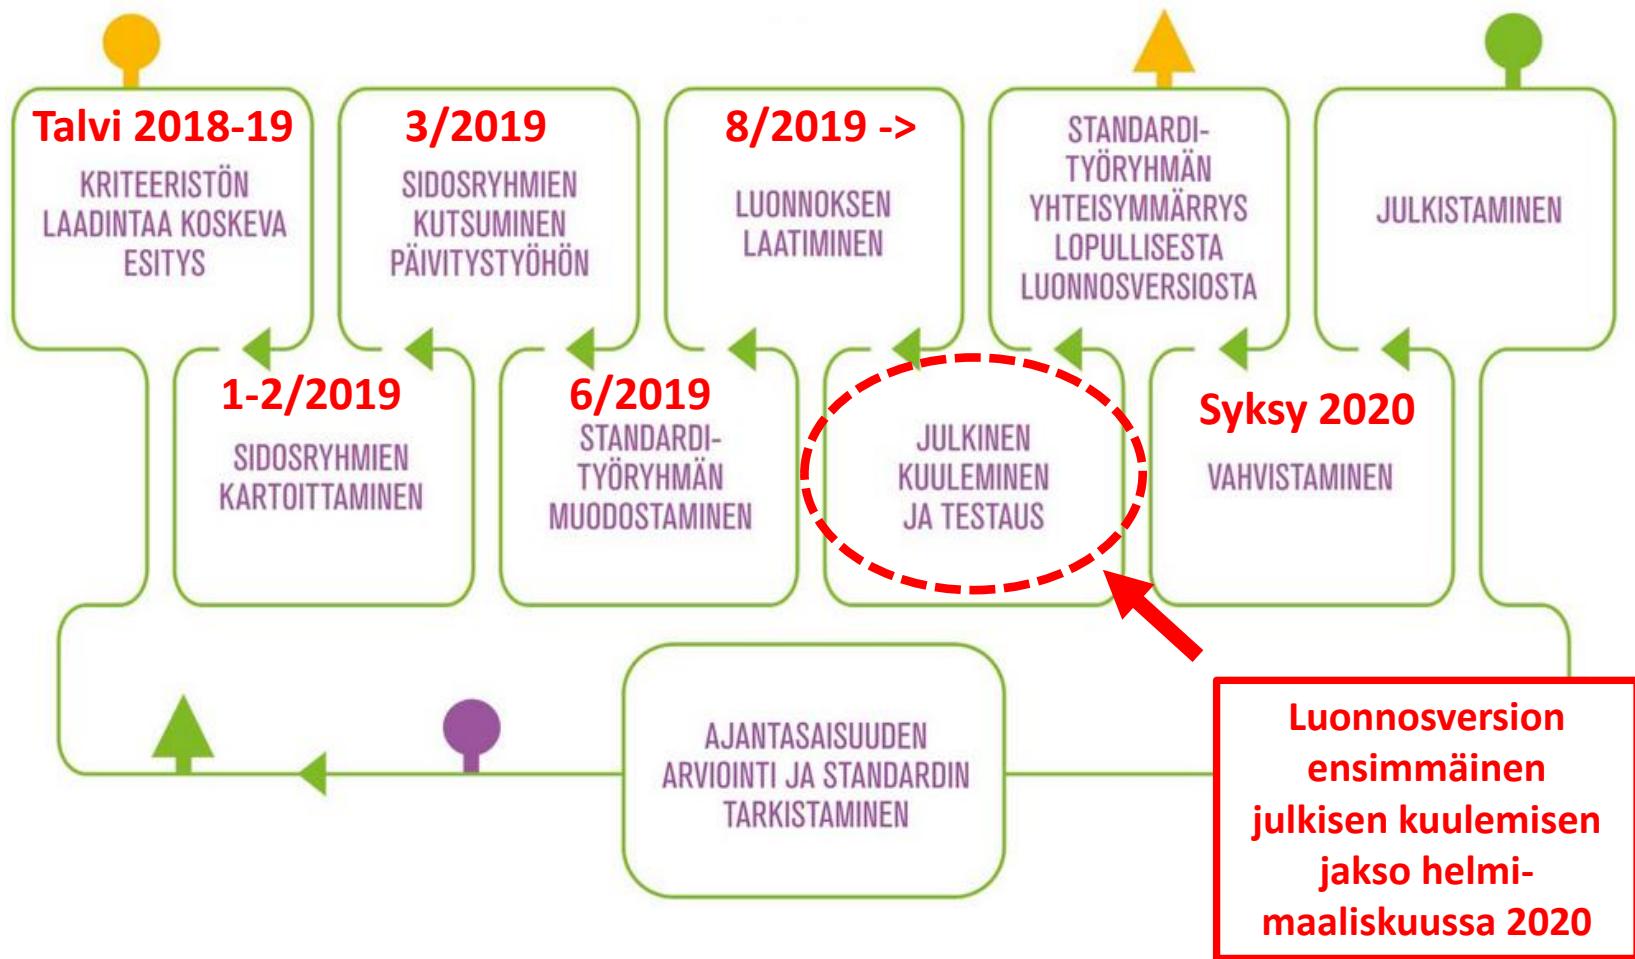 Talvi 2018-19
KRITEERISTÖN
LAADINTAA KOSKEVA
ESITYS
1-2/2019
SIDOSRYHMIEN
KARTOITTAMINEN
3/2019
SIDOSRYHMIEN
KUTSUMINEN
PÄIVITYSTYÖHÖN
6/2019
STANDARDI-
TYÖRYHMÄN
MUODOSTAMINEN
8/2019 ->
LUONNOKSEN
LAATIMINEN
JULKINEN
KUULEMINEN
JA TESTAUS
STANDARDI-
TYÖRYHMÄN
YHTEISYMMÄRRYS
LOPULLISESTA
LUONNOSVERSIOSTA
Syksy 2020
VAHVISTAMINEN
JULKISTAMINEN
AJANTASAISUUDEN
ARVIOINTI JA STANDARDIN
TARKISTAMINEN
Luonnosversion
ensimmäinen
julkisen kuulemisen
jakso helmi-
maaliskuussa 2020